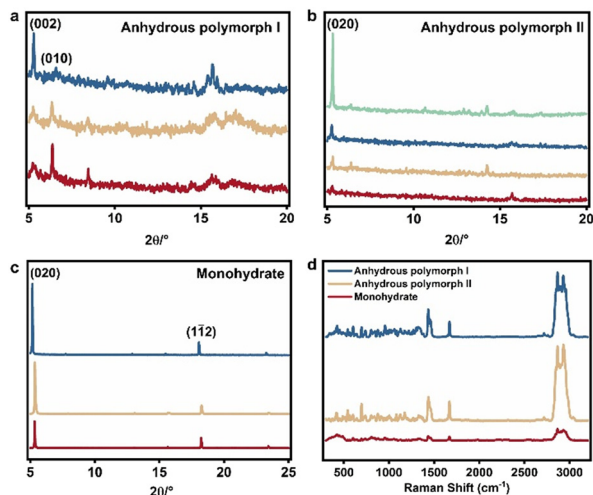 a
Anhydrous polymorph I
(002)
(010)
5 10 15 20
2θ/°
b
Anhydrous polymorph II
(020)
5 10 15 20
2θ/°
c
Monohydrate
(020)
(11̄2)
5 10 15 20 25
2θ/°
d
Anhydrous polymorph I
Anhydrous polymorph II
Monohydrate
500 1000 1500 2000 2500 3000
Raman Shift (cm⁻¹)